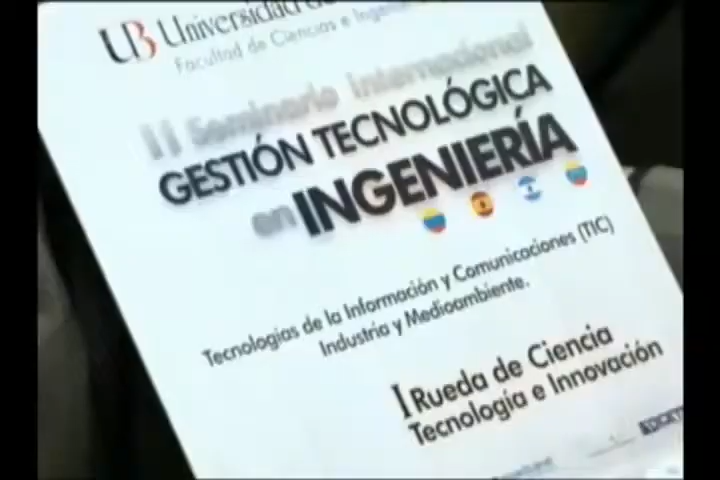 UB Universidad
Facultad de Ciencias e Ingeniería
II Seminario Internacional
GESTIÓN TECNOLÓGICA
en INGENIERÍA
Tecnologías de la Información y Comunicaciones (TIC)
Industria y Medioambiente.
I Rueda de Ciencia
Tecnología e Innovación